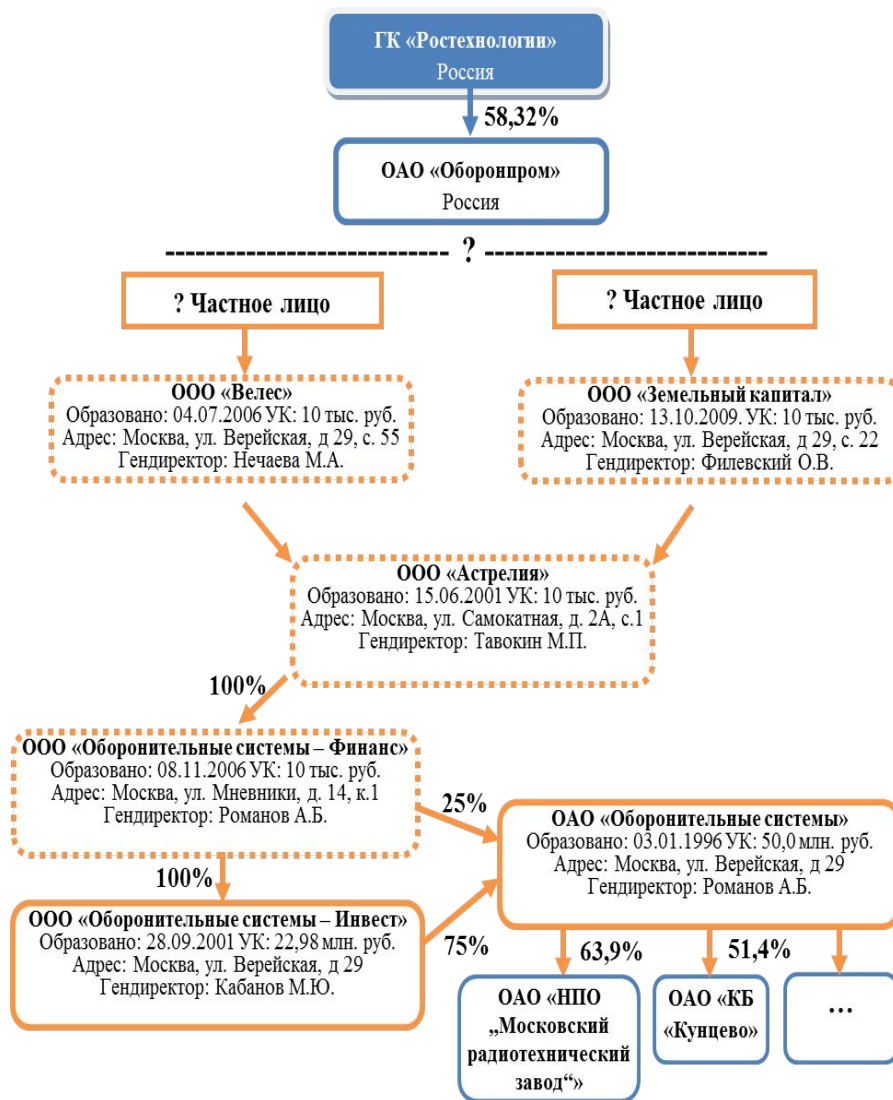 ГК «Ростехнологии»
Россия
58,32%
ОАО «Оборонпром»
Россия
?
? Частное лицо
? Частное лицо
ООО «Велес»
Образовано: 04.07.2006 УК: 10 тыс. руб.
Адрес: Москва, ул. Верейская, д 29, с. 55
Гендиректор: Нечаева М.А.
ООО «Земельный капитал»
Образовано: 13.10.2009. УК: 10 тыс. руб.
Адрес: Москва, ул. Верейская, д 29, с. 22
Гендиректор: Филевский О.В.
ООО «Астрелия»
Образовано: 15.06.2001 УК: 10 тыс. руб.
Адрес: Москва, ул. Самокатная, д. 2А, с.1
Гендиректор: Тавокин М.П.
100%
ООО «Оборонительные системы – Финанс»
Образовано: 08.11.2006 УК: 10 тыс. руб.
Адрес: Москва, ул. Мневники, д. 14, к.1
Гендиректор: Романов А.Б.
25%
ОАО «Оборонительные системы»
Образовано: 03.01.1996 УК: 50,0 млн. руб.
Адрес: Москва, ул. Верейская, д 29
Гендиректор: Романов А.Б.
100%
ООО «Оборонительные системы – Инвест»
Образовано: 28.09.2001 УК: 22,98 млн. руб.
Адрес: Москва, ул. Верейская, д 29
Гендиректор: Кабанов М.Ю.
75%
63,9%
51,4%
ОАО «НПО
„Московский
радиотехнический
завод“»
ОАО «КБ
«Кунцево»
…